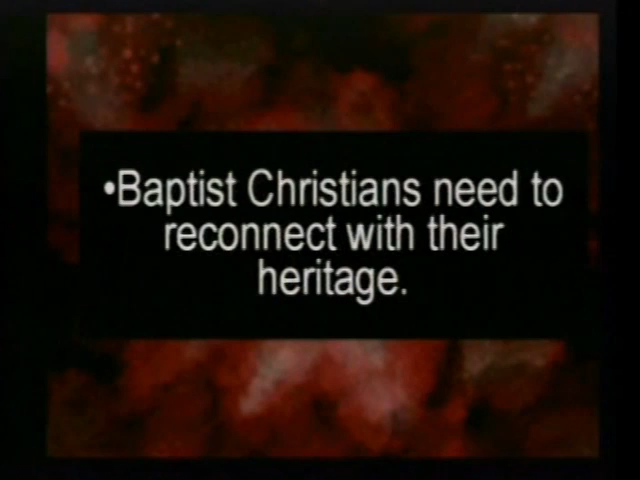 •Baptist Christians need to
reconnect with their
heritage.